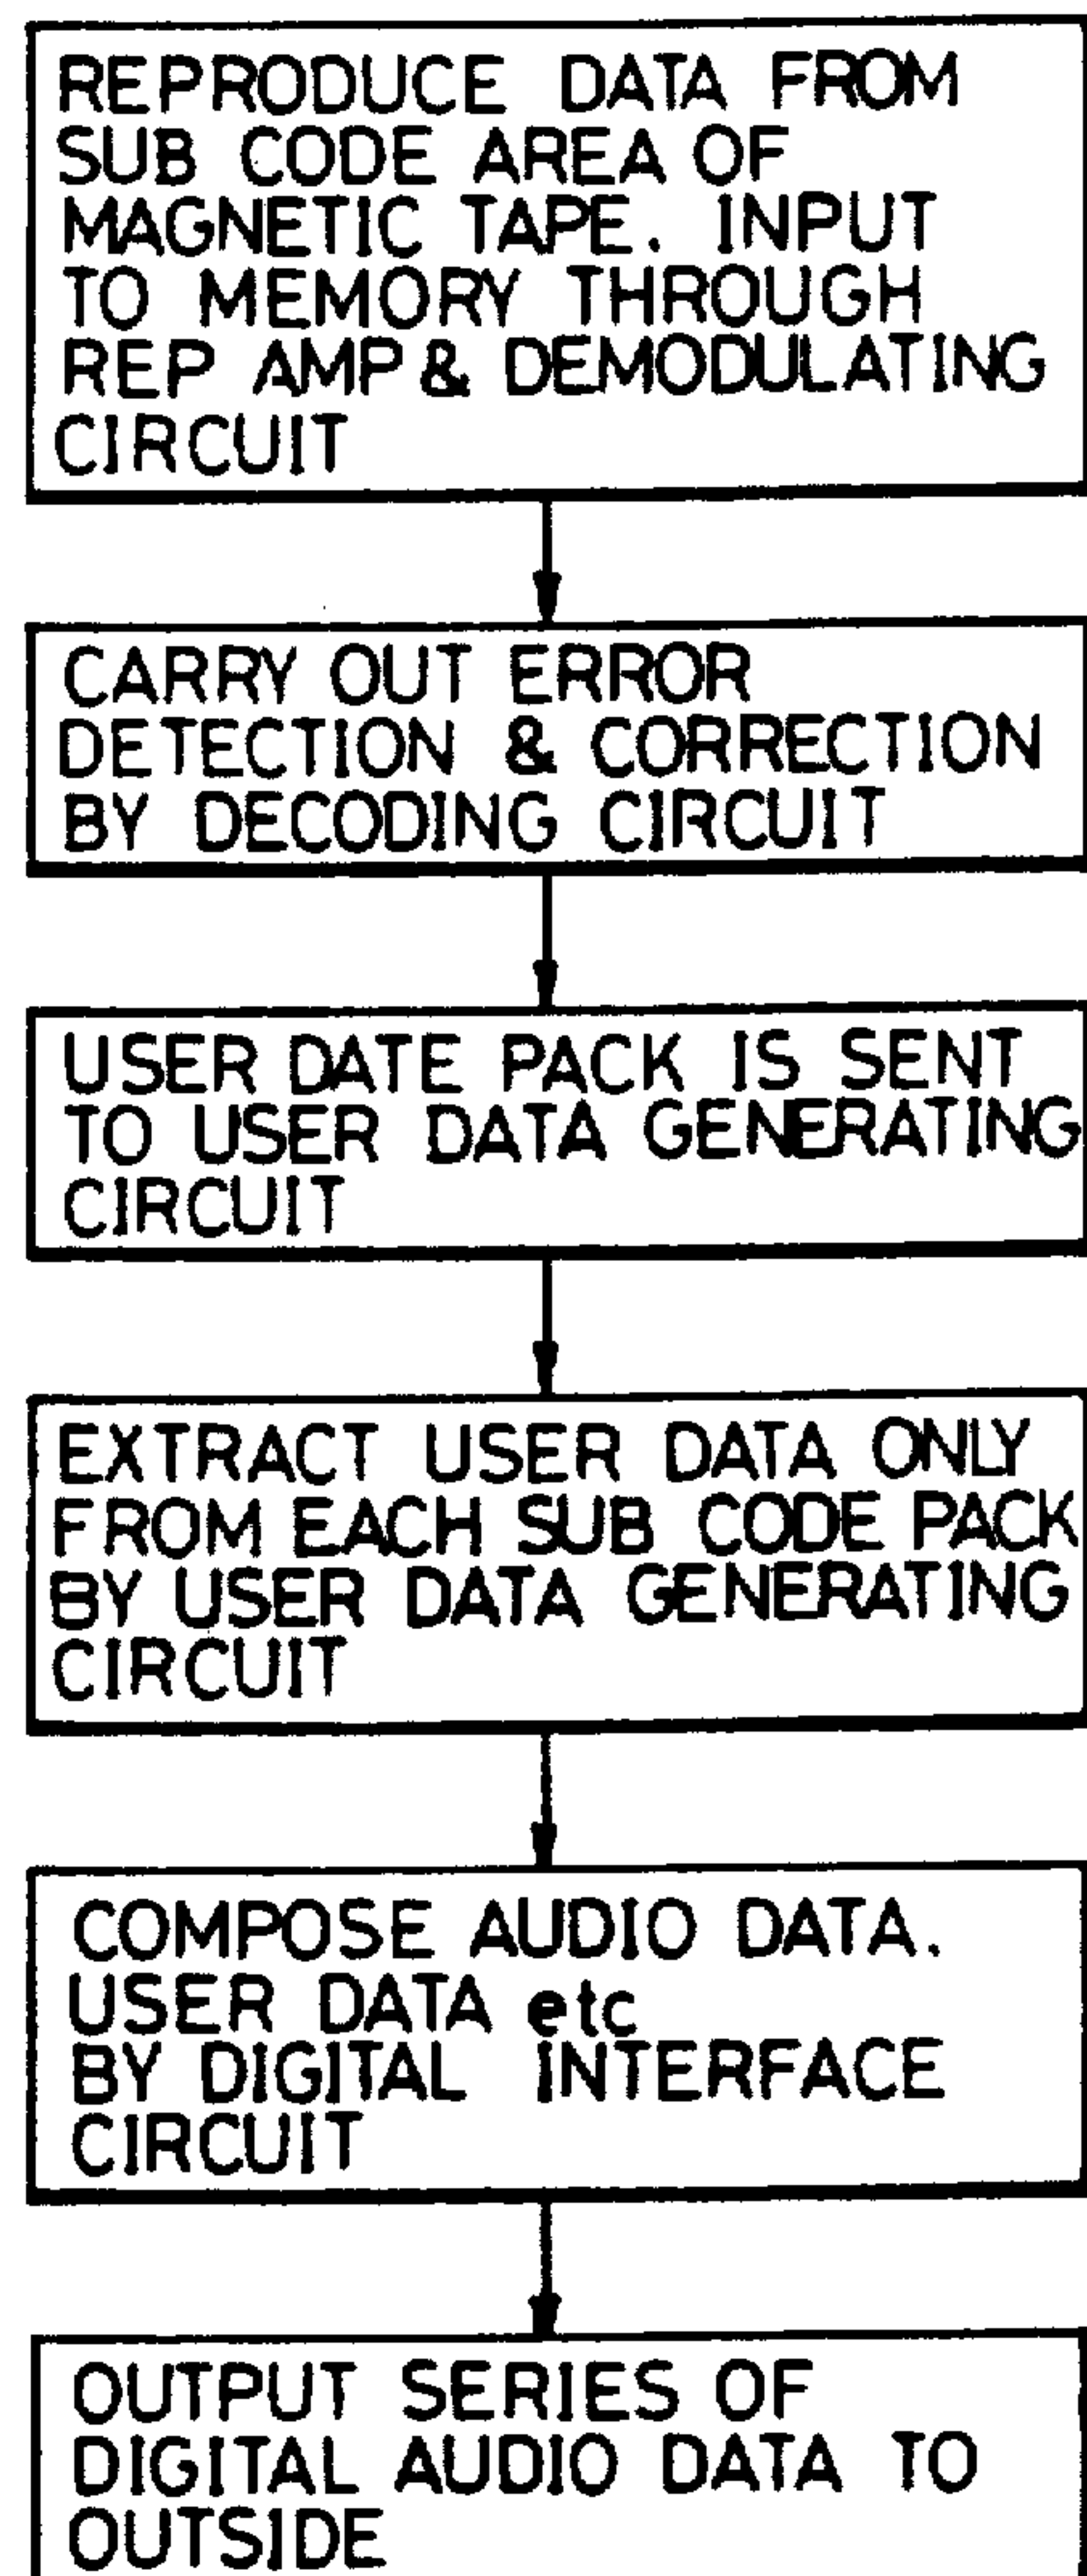 REPRODUCE DATA FROM
SUB CODE AREA OF
MAGNETIC TAPE. INPUT
TO MEMORY THROUGH
REP AMP & DEMODULATING
CIRCUIT
CARRY OUT ERROR
DETECTION & CORRECTION
BY DECODING CIRCUIT
USER DATE PACK IS SENT
TO USER DATA GENERATING
CIRCUIT
EXTRACT USER DATA ONLY
FROM EACH SUB CODE PACK
BY USER DATA GENERATING
CIRCUIT
COMPOSE AUDIO DATA.
USER DATA etc
BY DIGITAL INTERFACE
CIRCUIT
OUTPUT SERIES OF
DIGITAL AUDIO DATA TO
OUTSIDE